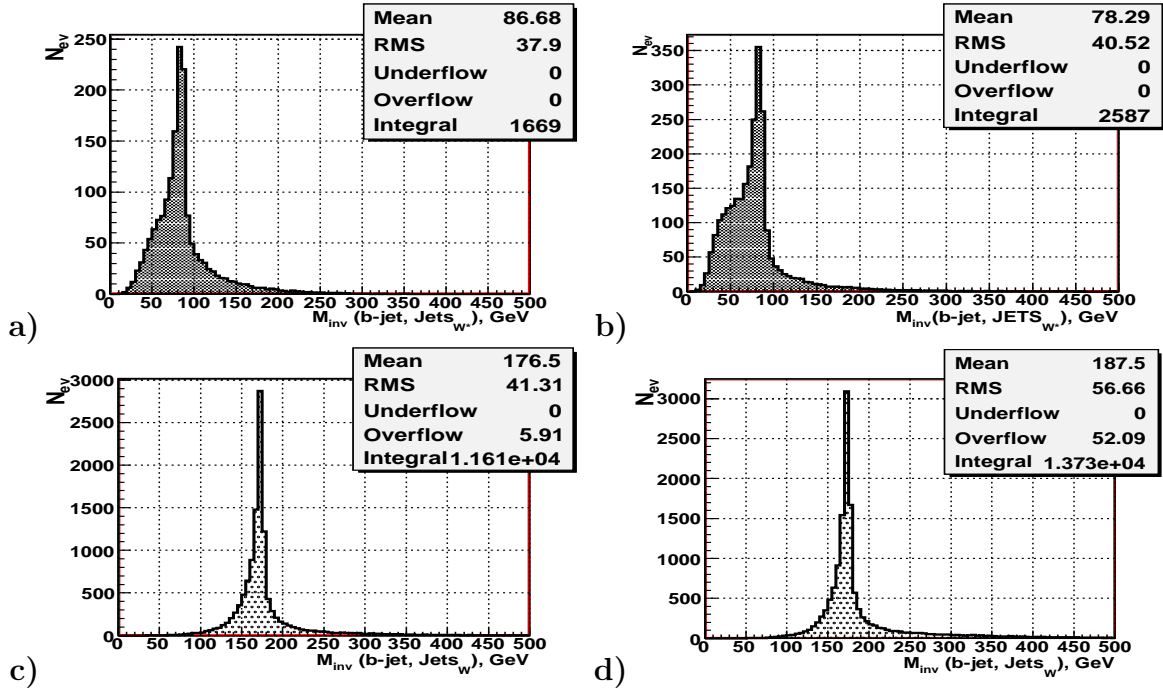 Mean 86.68
RMS 37.9
Underflow 0
Overflow 0
Integral 1669
N_ev
250
200
150
100
50
0
0 50 100 150 200 250 300 350 400 450 500
M_inv (b-jet, Jets_W*), GeV
a)
Mean 78.29
RMS 40.52
Underflow 0
Overflow 0
Integral 2587
N_ev
350
300
250
200
150
100
50
0
0 50 100 150 200 250 300 350 400 450 500
M_inv (b-jet, JETS_W*), GeV
b)
Mean 176.5
RMS 41.31
Underflow 0
Overflow 5.91
Integral 1.161e+04
N_ev
3000
2500
2000
1500
1000
500
0
0 50 100 150 200 250 300 350 400 450 500
M_inv (b-jet, Jets_W), GeV
c)
Mean 187.5
RMS 56.66
Underflow 0
Overflow 52.09
Integral 1.373e+04
N_ev
3000
2500
2000
1500
1000
500
0
0 50 100 150 200 250 300 350 400 450 500
M_inv (b-jet, Jets_W), GeV
d)